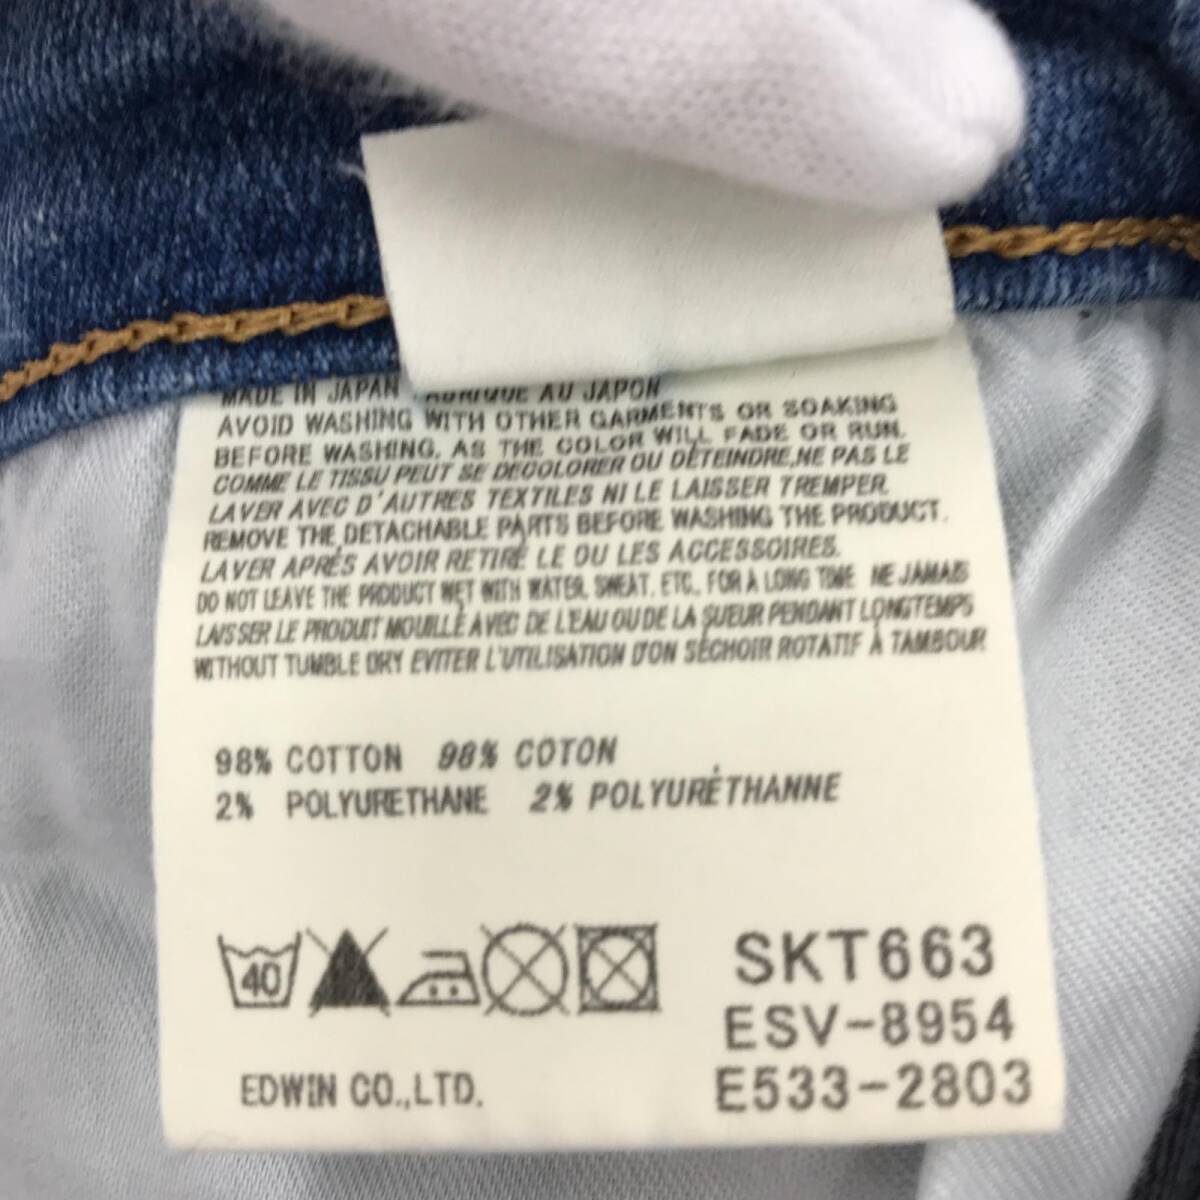 MADE IN JAPAN FABRIQUE AU JAPON
AVOID WASHING WITH OTHER GARMENTS OR SOAKING
BEFORE WASHING, AS THE COLOR WILL FADE OR RUN.
COMME LE TISSU PEUT SE DECOLORER OU DÉTEINDRE,NE PAS LE
LAVER AVEC D'AUTRES TEXTILES NI LE LAISSER TREMPER
REMOVE THE DETACHABLE PARTS BEFORE WASHING THE PRODUCT.
LAVER APRÉS AVOIR RETIRÉ LE OU LES ACCESSOIRES.
DO NOT LEAVE THE PRODUCT WET WITH WATER, SWEAT, ETC., FOR A LONG TIME NE JAMAIS
LAISSER LE PRODUIT MOUILLÉ AVEC DE L'EAU OU DE LA SUEUR PENDANT LONGTEMPS
WITHOUT TUMBLE DRY EVITER L'UTILISATION D'ON SÉCHOIR ROTATIF À TAMBOUR
98% COTTON 98% COTON
2% POLYURETHANE 2% POLYURÉTHANNE
40
SKT663
ESV-8954
EDWIN CO.,LTD.
E533-2803